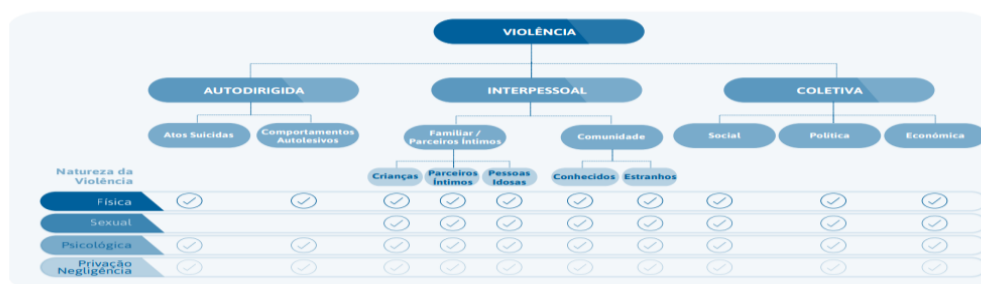 VIOLÊNCIA
AUTODIRIGIDA
INTERPESSOAL
COLETIVA
Atos Suicidas
Comportamentos
Autolesivos
Familiar /
Parceiros Íntimos
Comunidade
Social
Política
Económica
Natureza da
Violência
Crianças
Parceiros
Íntimos
Pessoas
Idosas
Conhecidos
Estranhos
Física
Sexual
Psicológica
Privação
Negligência